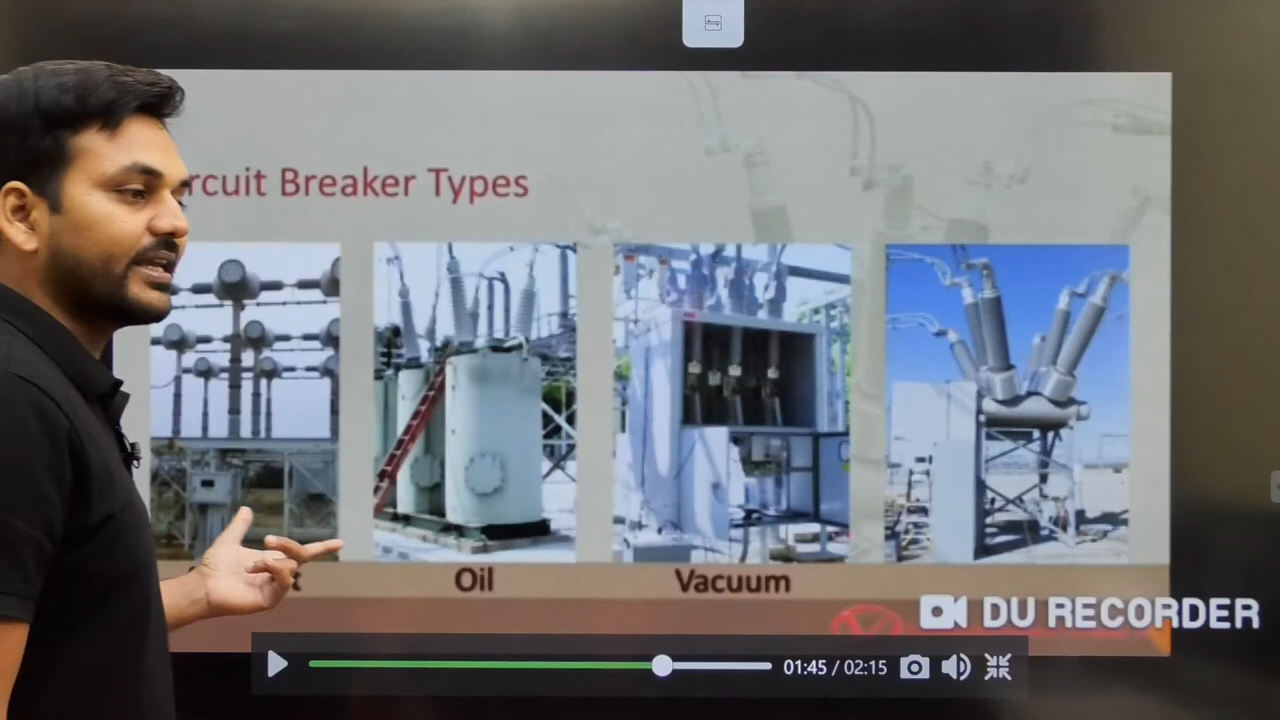 rcuit Breaker Types
t
Oil
Vacuum
DU RECORDER
01:45 / 02:15